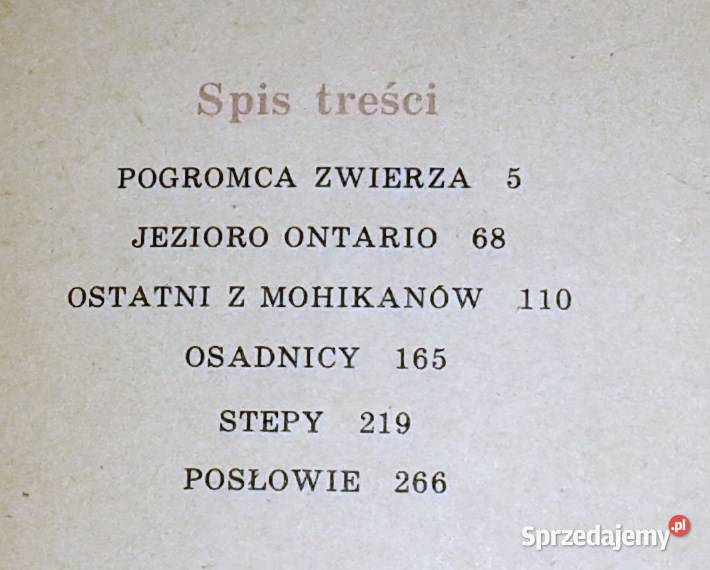 Spis treści
POGROMCA ZWIERZA 5
JEZIORO ONTARIO 68
OSTATNI Z MOHIKANÓW 110
OSADNICY 165
STEPY 219
POSŁOWIE 266
Sprzedajemy.pl